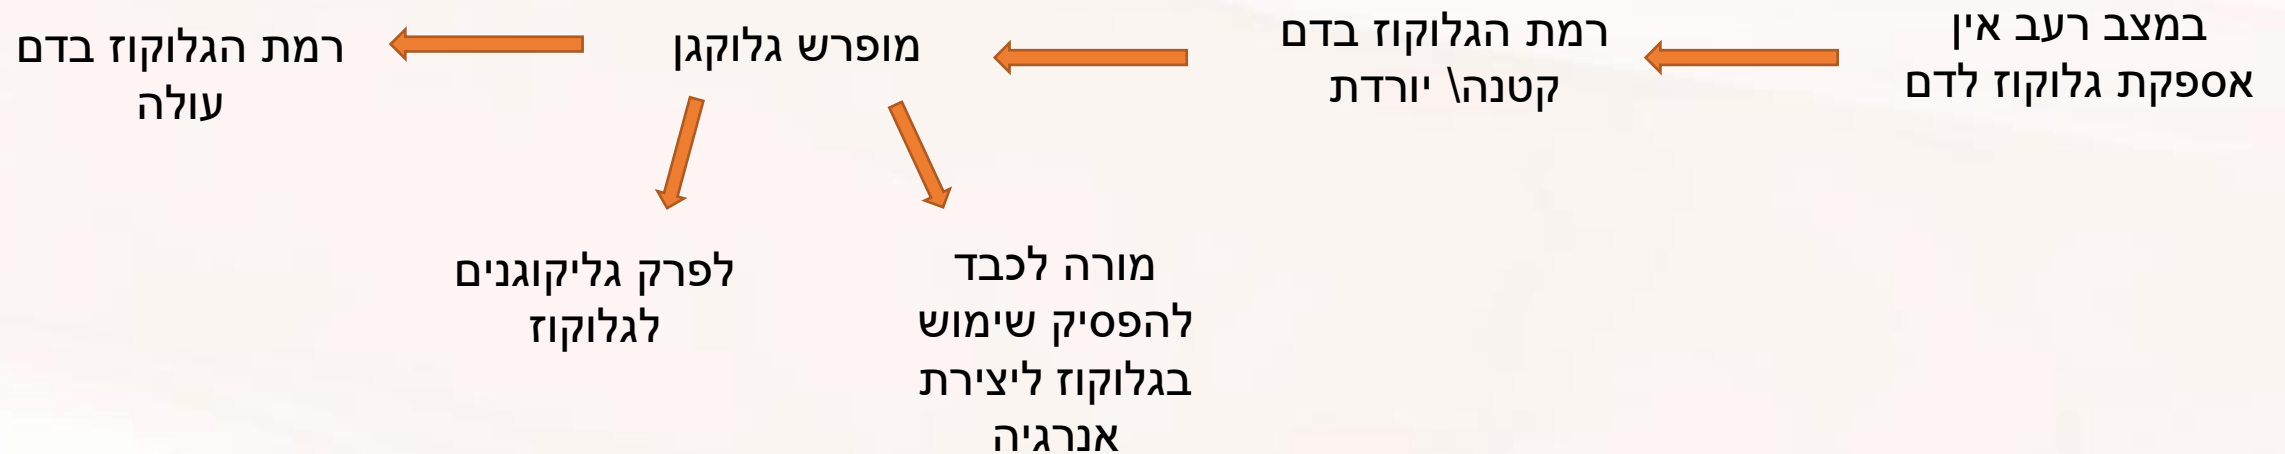 במצב רעב אין
אספקת גלוקוז לדם
רמת הגלוקוז בדם
קטנה\ יורדת
מופרש גלוקגן
רמת הגלוקוז בדם
עולה
מורה לכבד
להפסיק שימוש
בגלוקוז ליצירת
אנרגיה
לפרק גליקוגנים
לגלוקוז